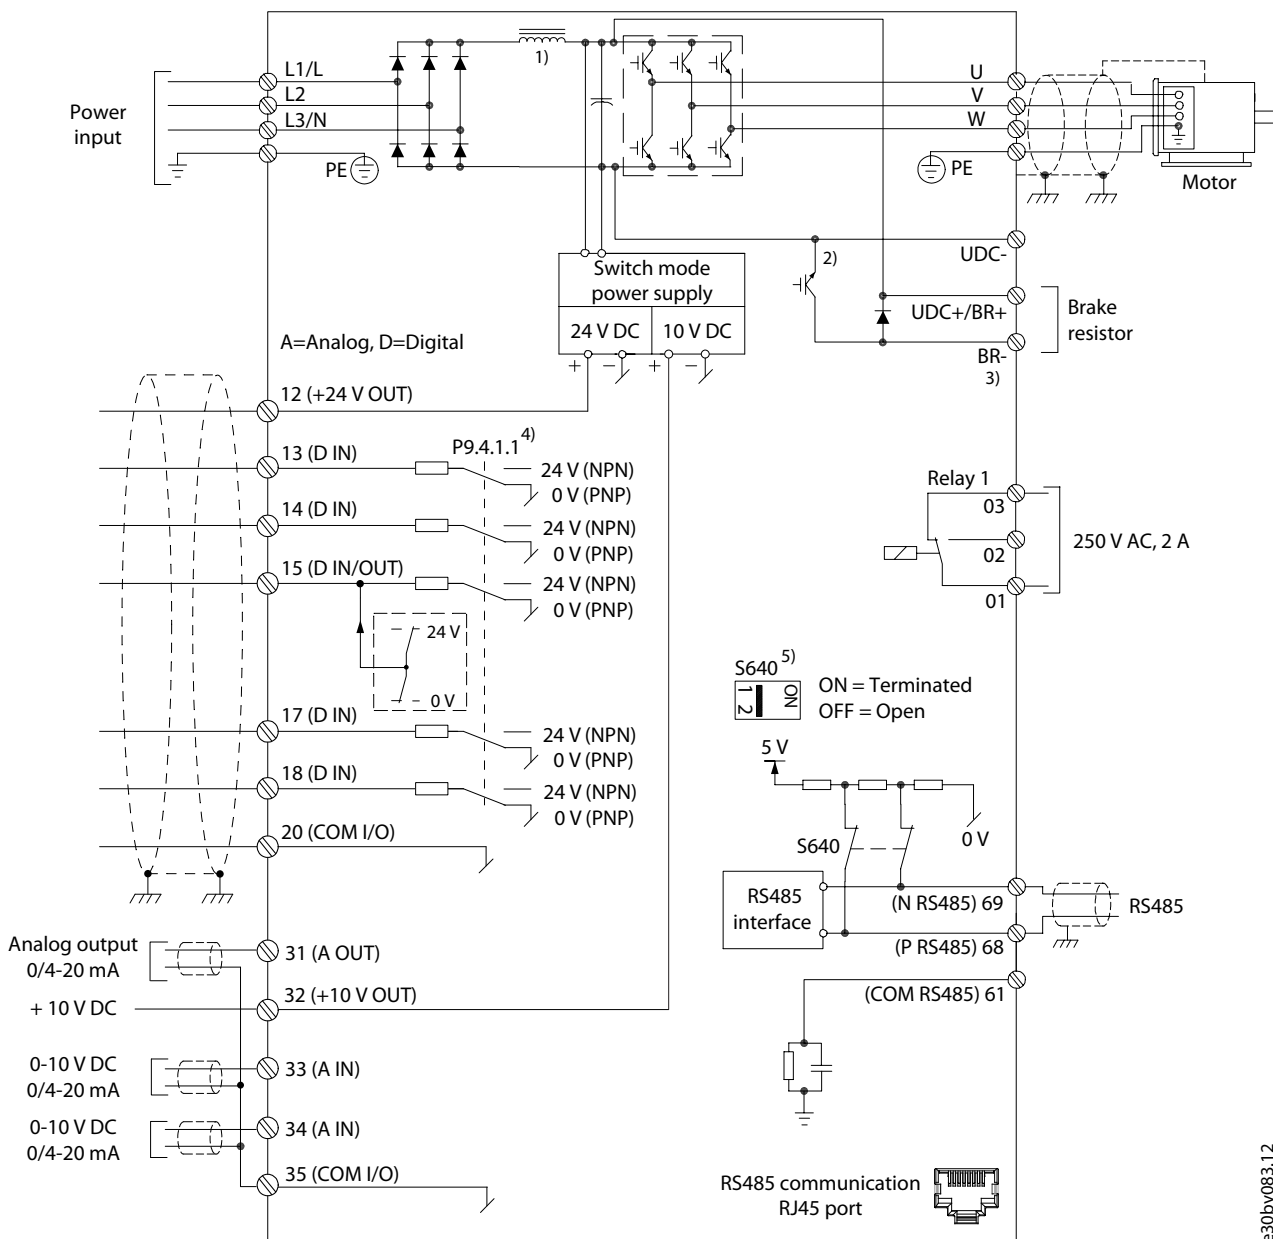 Power
input
L1/L
L2
L3/N
PE
1)
U
V
W
PE
Motor
UDC-
2)
UDC+/BR+
BR-
3)
Brake
resistor
Switch mode
power supply
24 V DC
10 V DC
+
−
+
−
A=Analog, D=Digital
12 (+24 V OUT)
13 (D IN)
P9.4.1.1 4)
24 V (NPN)
0 V (PNP)
14 (D IN)
24 V (NPN)
0 V (PNP)
15 (D IN/OUT)
24 V (NPN)
0 V (PNP)
24 V
0 V
17 (D IN)
24 V (NPN)
0 V (PNP)
18 (D IN)
24 V (NPN)
0 V (PNP)
20 (COM I/O)
Relay 1
03
02
01
250 V AC, 2 A
S640 5)
1 2
ON
ON = Terminated
OFF = Open
5 V
0 V
S640
RS485
interface
(N RS485) 69
(P RS485) 68
RS485
(COM RS485) 61
Analog output
0/4-20 mA
31 (A OUT)
+ 10 V DC
32 (+10 V OUT)
0-10 V DC
0/4-20 mA
33 (A IN)
0-10 V DC
0/4-20 mA
34 (A IN)
35 (COM I/O)
RS485 communication
RJ45 port
e30bv083.12